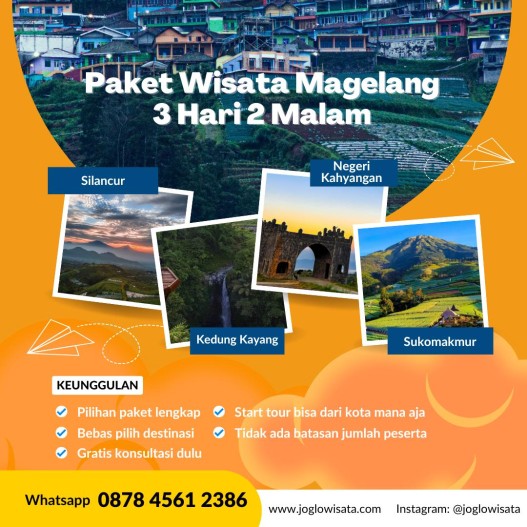 Paket Wisata Magelang
3 Hari 2 Malam
Silancur
Negeri
Kahyangan
Kedung Kayang
Sukomakmur
KEUNGGULAN
Pilihan paket lengkap
Bebas pilih destinasi
Gratis konsultasi dulu
Start tour bisa dari kota mana aja
Tidak ada batasan jumlah peserta
Whatsapp 0878 4561 2386
www.joglowisata.com Instagram: @joglowisata